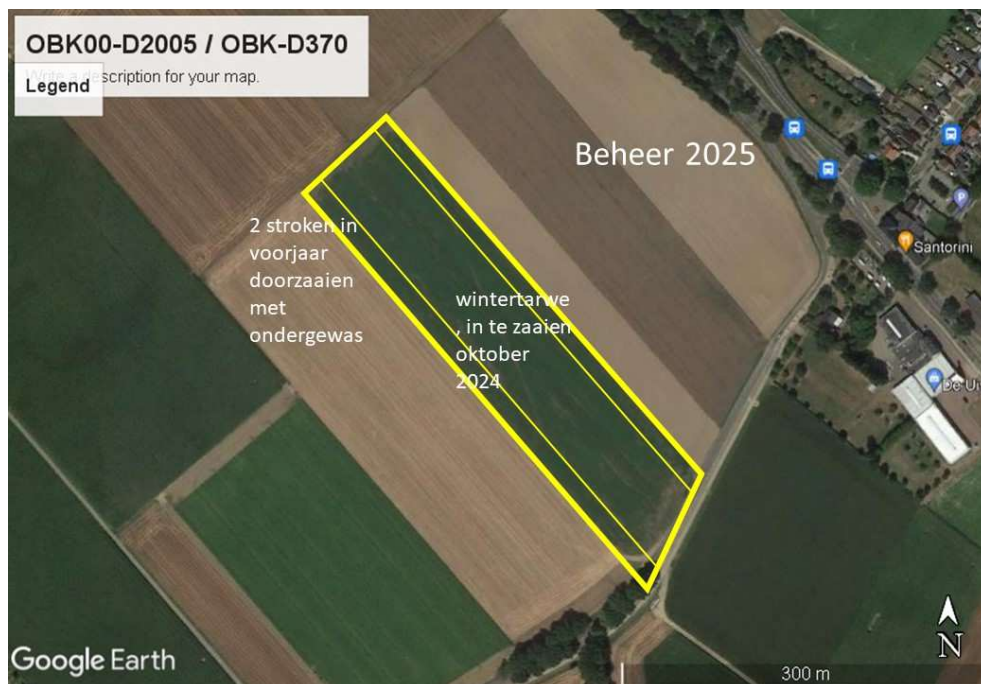 OBK00-D2005 / OBK-D370
Write a description for your map.
Legend
Beheer 2025
2 stroken in
voorjaar
doorzaaien
met
ondergewas
wintertarwe
, in te zaaien
oktober
2024
Santorini
P
Google Earth
N
300 m